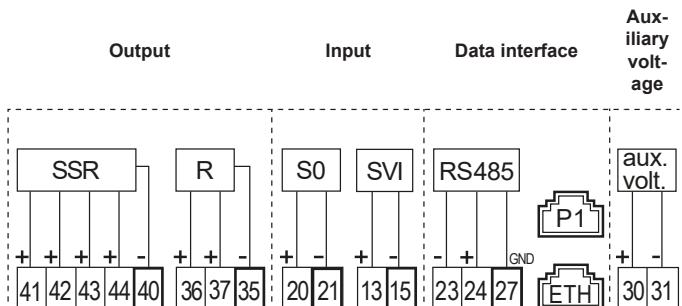 Aux-
iliary
volt-
age
Output Input Data interface
SSR R S0 SVI RS485 aux.
volt.
P1
+ + + + - + + - + - + - - + GND + -
41 42 43 44 40 36 37 35 20 21 13 15 23 24 27 ETH 30 31